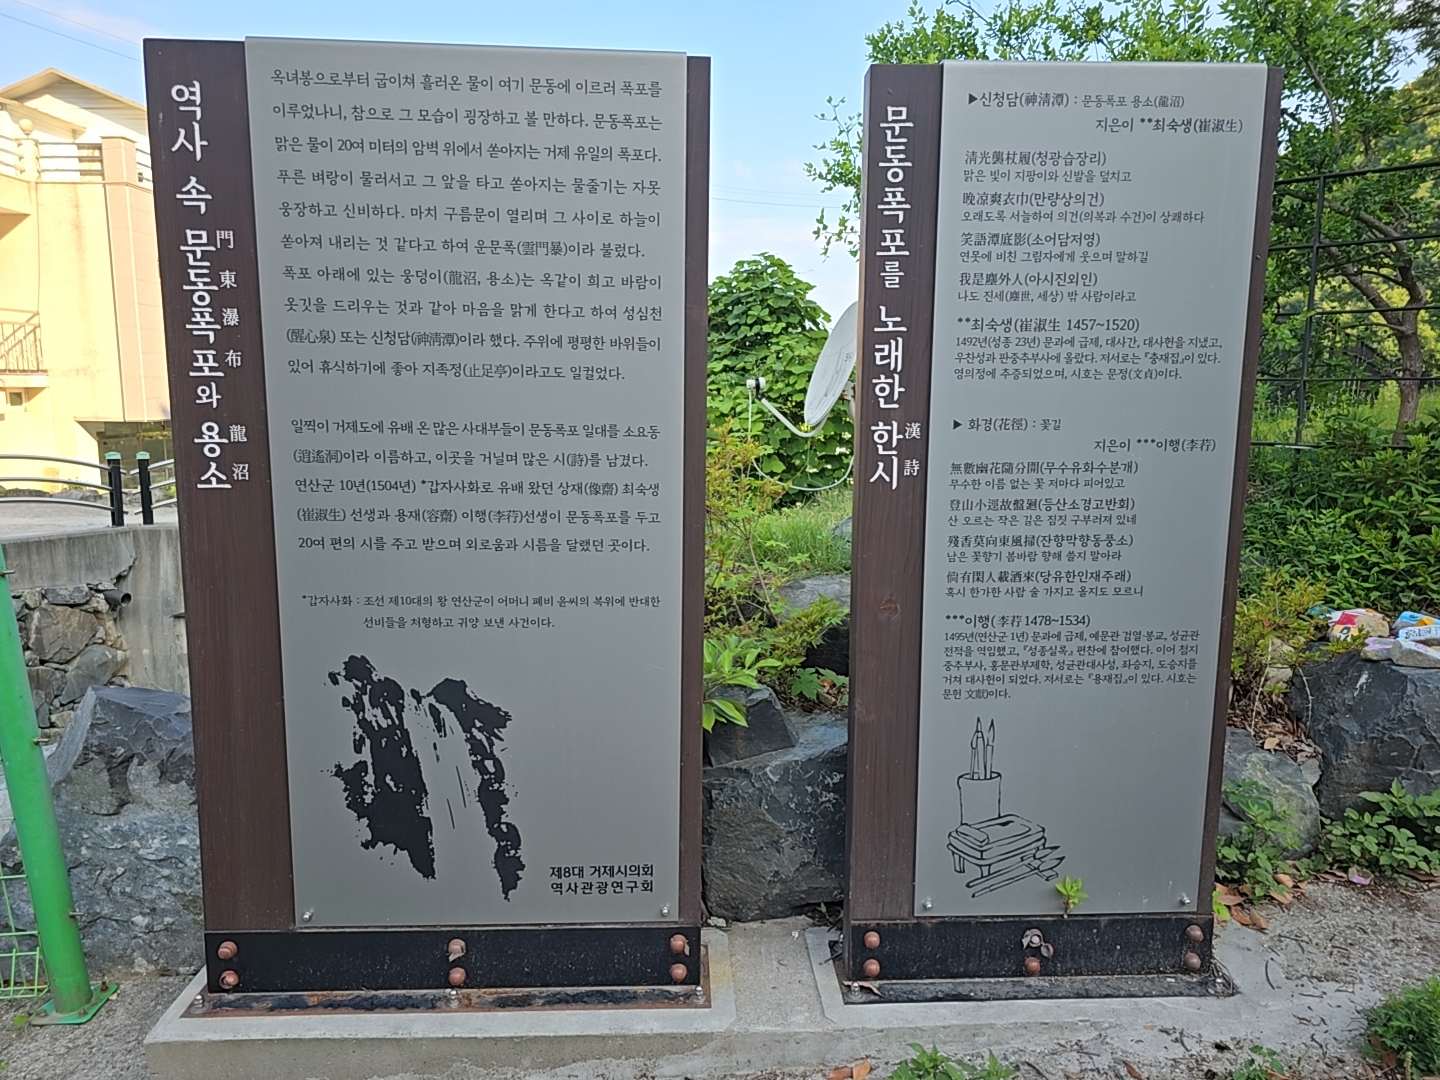 역사 속 문동폭포와 용소
門東瀑布
龍沼
옥녀봉으로부터 굽이쳐 흘러온 물이 여기 문동에 이르러 폭포를
이루었나니, 참으로 그 모습이 굉장하고 볼 만하다. 문동폭포는
맑은 물이 20여 미터의 암벽 위에서 쏟아지는 거제 유일의 폭포다.
푸른 벼랑이 물러서고 그 앞을 타고 쏟아지는 물줄기는 자못
웅장하고 신비하다. 마치 구름문이 열리며 그 사이로 하늘이
쏟아져 내리는 것 같다고 하여 운문폭(雲門暴)이라 불렀다.
폭포 아래에 있는 웅덩이(龍沼, 용소)는 옥같이 희고 바람이
옷깃을 드리우는 것과 같아 마음을 맑게 한다고 하여 성심천
(醒心泉) 또는 신청담(神淸潭)이라 했다. 주위에 평평한 바위들이
있어 휴식하기에 좋아 지족정(止足亭)이라고도 일컬었다.
일찍이 거제도에 유배 온 많은 사대부들이 문동폭포 일대를 소요동
(逍遙洞)이라 이름하고, 이곳을 거닐며 많은 시(詩)를 남겼다.
연산군 10년(1504년) *갑자사화로 유배 왔던 상재(像齋) 최숙생
(崔淑生) 선생과 용재(容齋) 이행(李荇)선생이 문동폭포를 두고
20여 편의 시를 주고 받으며 외로움과 시름을 달랬던 곳이다.
*갑자사화 : 조선 제10대의 왕 연산군이 어머니 폐비 윤씨의 복위에 반대한
선비들을 처형하고 귀양 보낸 사건이다.
제8대 거제시의회
역사관광연구회
문동폭포를 노래한 한시
漢詩
▶신청담(神淸潭) : 문동폭포 용소(龍沼)
지은이 **최숙생(崔淑生)
淸光襲杖履(청광습장리)
맑은 빛이 지팡이와 신발을 덮치고
晚凉爽衣巾(만량상의건)
오래도록 서늘하여 의건(의복과 수건)이 상쾌하다
笑語潭底影(소어담저영)
연못에 비친 그림자에게 웃으며 말하길
我是塵外人(아시진외인)
나도 진세(塵世, 세상) 밖 사람이라고
**최숙생(崔淑生 1457~1520)
1492년(성종 23년) 문과에 급제, 대사간, 대사헌을 지냈고,
우찬성과 판중추부사에 올랐다. 저서로는 『충재집』이 있다.
영의정에 추증되었으며, 시호는 문정(文貞)이다.
▶ 화경(花徑) : 꽃길
지은이 ***이행(李荇)
無數幽花隨分開(무수유화수분개)
무수한 이름 없는 꽃 저마다 피어있고
登山小逕故盤廻(등산소경고반회)
산 오르는 작은 길은 짐짓 구부러져 있네
殘香莫向東風掃(잔향막향동풍소)
남은 꽃향기 봄바람 향해 쓸지 말아라
倘有閑人載酒來(당유한인재주래)
혹시 한가한 사람 술 가지고 올지도 모르니
***이행(李荇 1478~1534)
1495년(연산군 1년) 문과에 급제, 예문관 검열·봉교, 성균관
전적을 역임했고, 『성종실록』 편찬에 참여했다. 이어 첨지
중추부사, 홍문관부제학, 성균관대사성, 좌승지, 도승지를
거쳐 대사헌이 되었다. 저서로는 『용재집』이 있다. 시호는
문헌 文獻)이다.